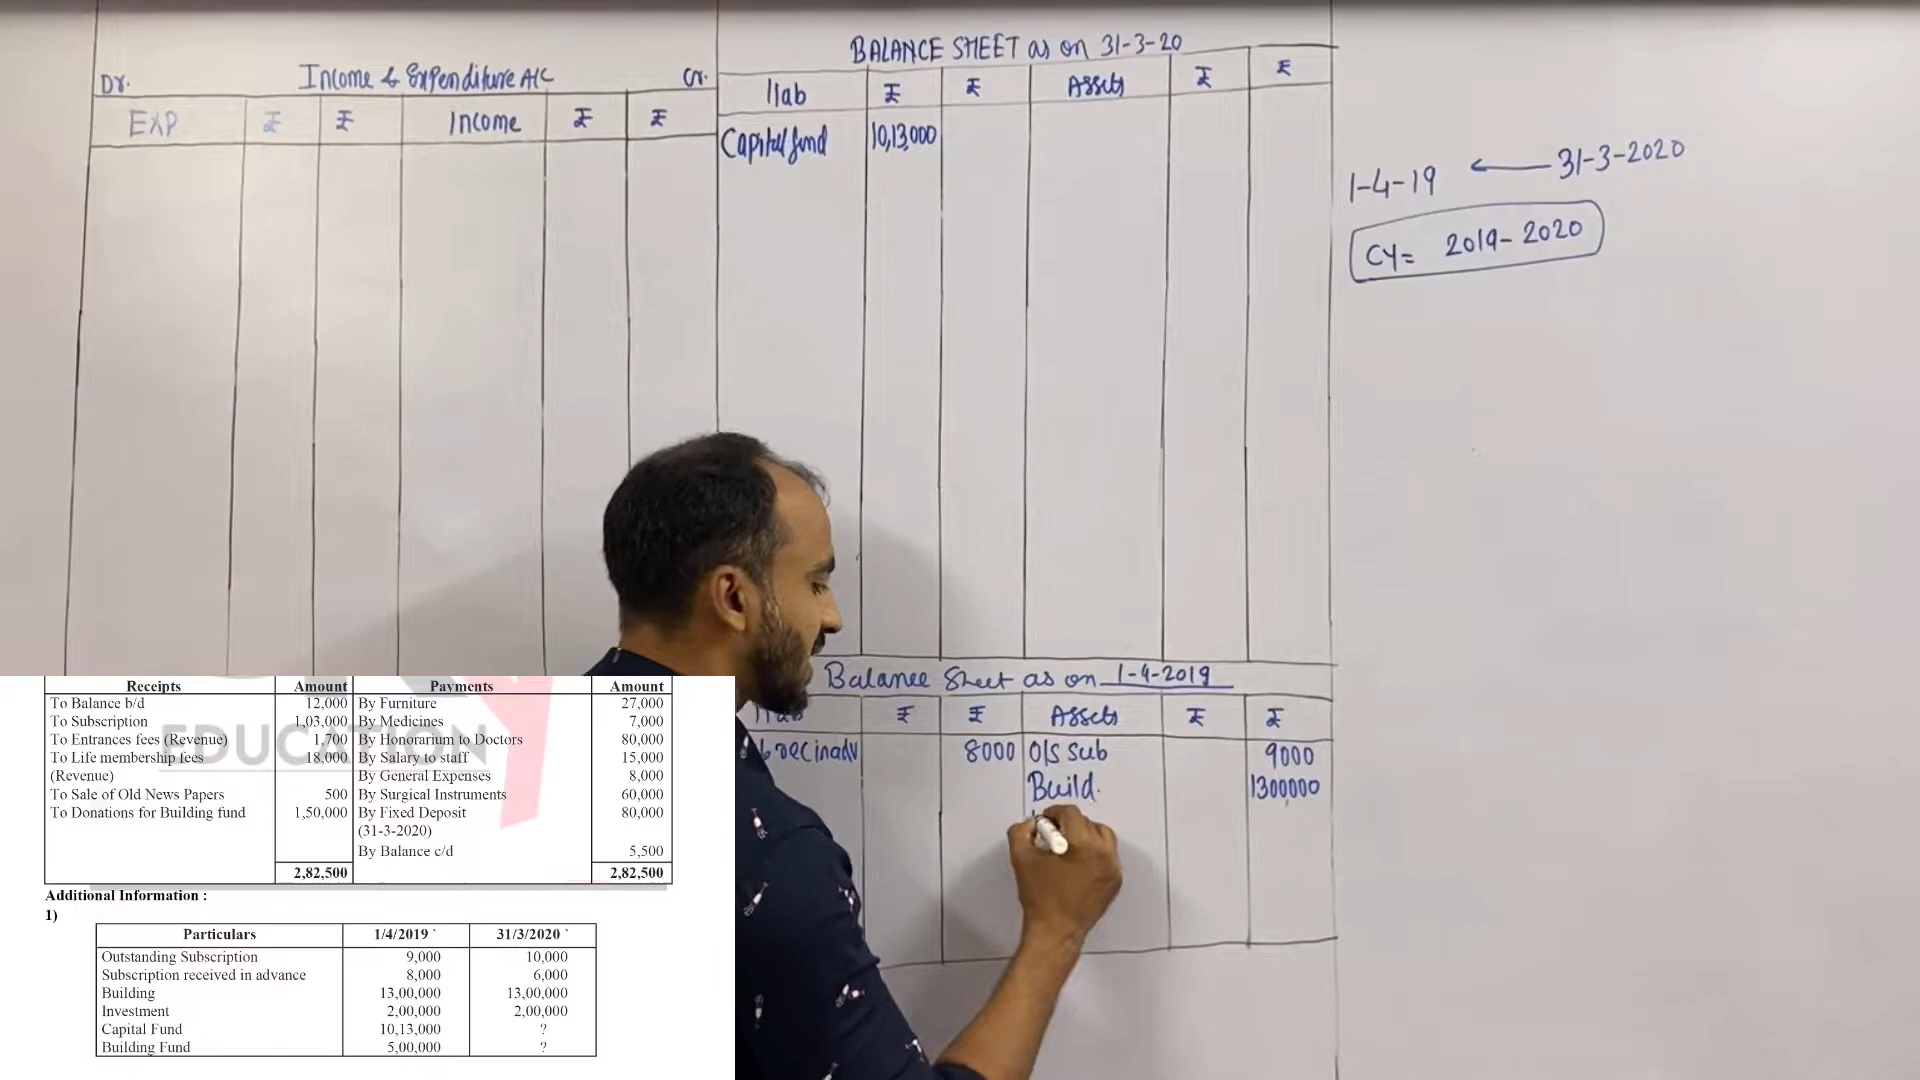 Dr. Income & Expenditure A/C Cr.
EXP ₹ ₹ Income ₹ ₹
BALANCE SHEET as on 31-3-20
liab ₹ ₹ Assets ₹ ₹
Capital fund 10,13,000
1-4-19 ← 31-3-2020
CY= 2019-2020
Balance Sheet as on 1-4-2019
₹ ₹ Assets ₹ ₹
rec in adv 8000 O/S Sub 9000
Build. 1300,000
EDUCATION
Receipts Amount Payments Amount
To Balance b/d 12,000 By Furniture 27,000
To Subscription 1,03,000 By Medicines 7,000
To Entrances fees (Revenue) 1,700 By Honorarium to Doctors 80,000
To Life membership fees 18,000 By Salary to staff 15,000
(Revenue) By General Expenses 8,000
To Sale of Old News Papers 500 By Surgical Instruments 60,000
To Donations for Building fund 1,50,000 By Fixed Deposit 80,000
(31-3-2020)
By Balance c/d 5,500
2,82,500 2,82,500
Additional Information :
1)
Particulars 1/4/2019 ` 31/3/2020 `
Outstanding Subscription 9,000 10,000
Subscription received in advance 8,000 6,000
Building 13,00,000 13,00,000
Investment 2,00,000 2,00,000
Capital Fund 10,13,000 ?
Building Fund 5,00,000 ?